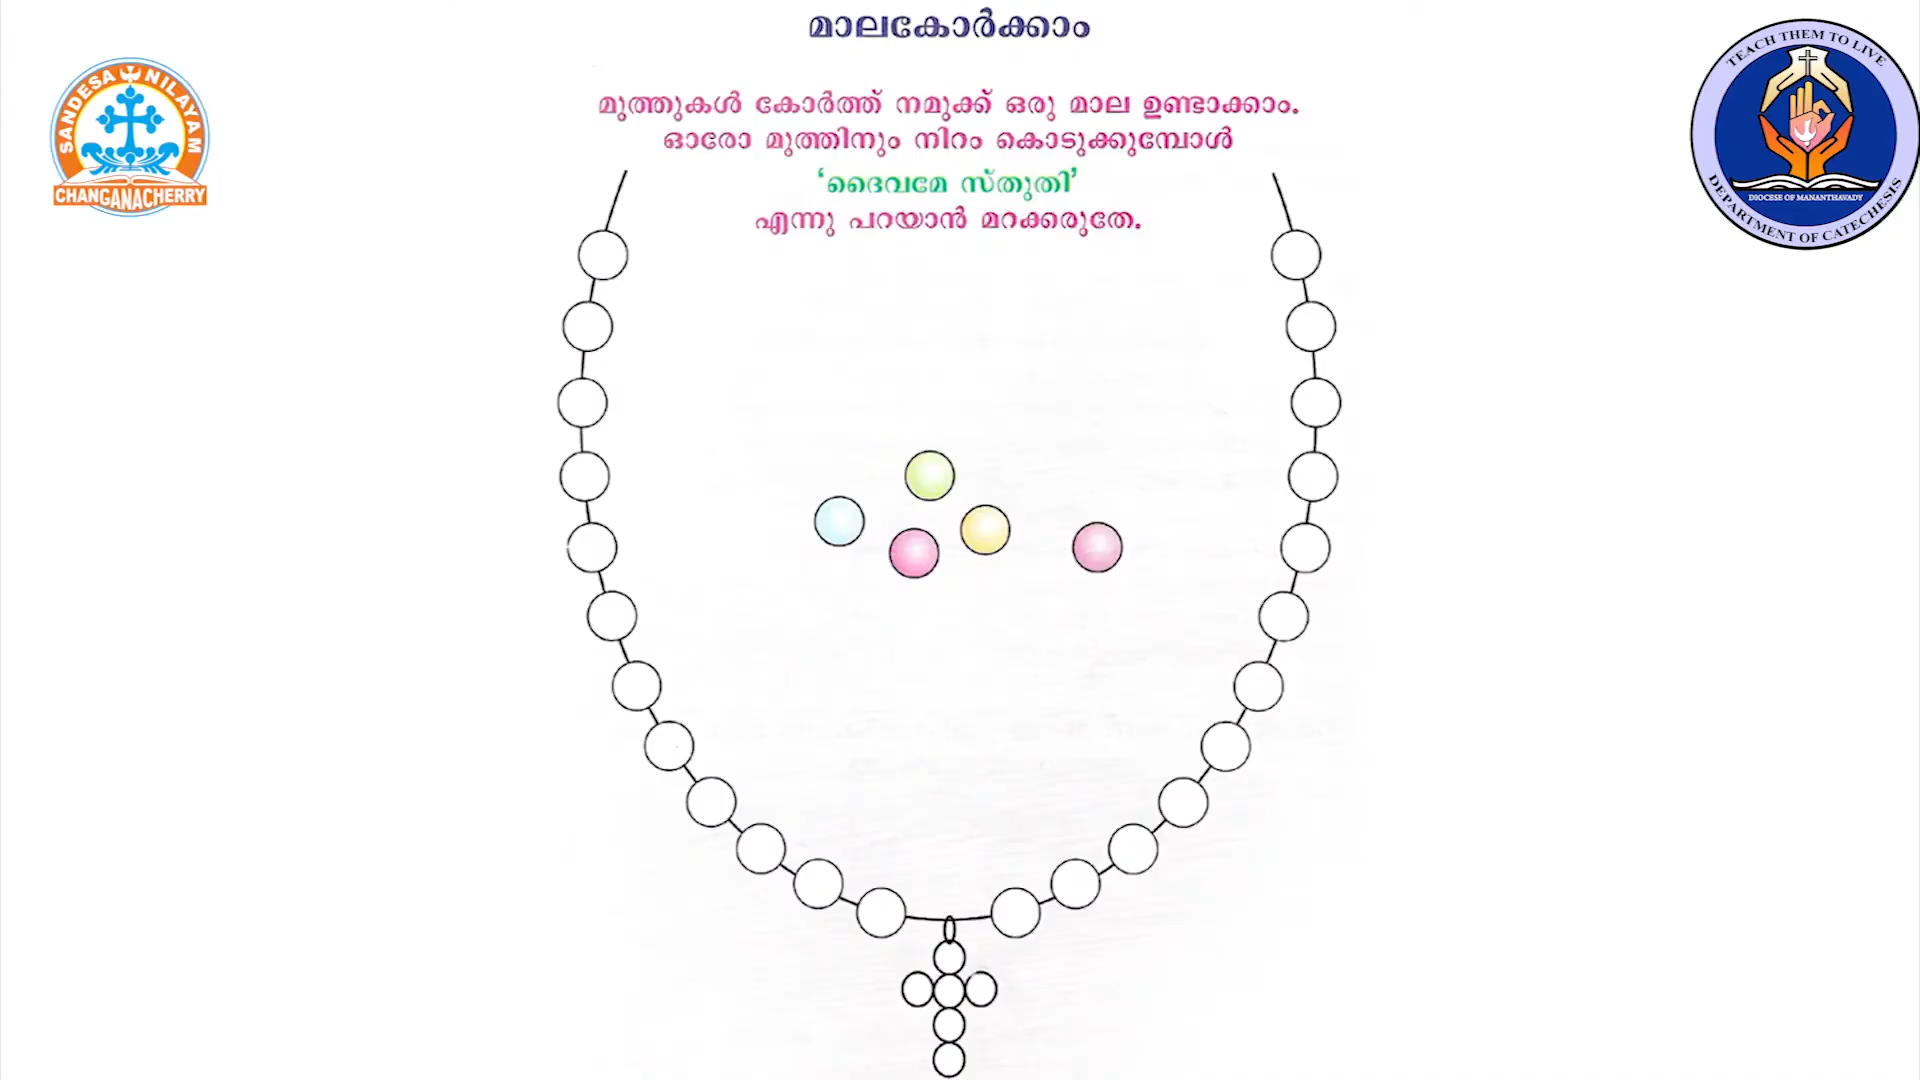 മാലകോർക്കാം
മുത്തുകൾ കോർത്ത് നമുക്ക് ഒരു മാല ഉണ്ടാക്കാം.
ഓരോ മുത്തിനും നിറം കൊടുക്കുമ്പോൾ
‘ദൈവമേ സ്തുതി’
എന്നു പറയാൻ മറക്കരുതേ.
SANDESA NILAYAM
CHANGANACHERRY
TEACH THEM TO LIVE
DIOCESE OF MANANTHAVADY
DEPARTMENT OF CATECHESIS